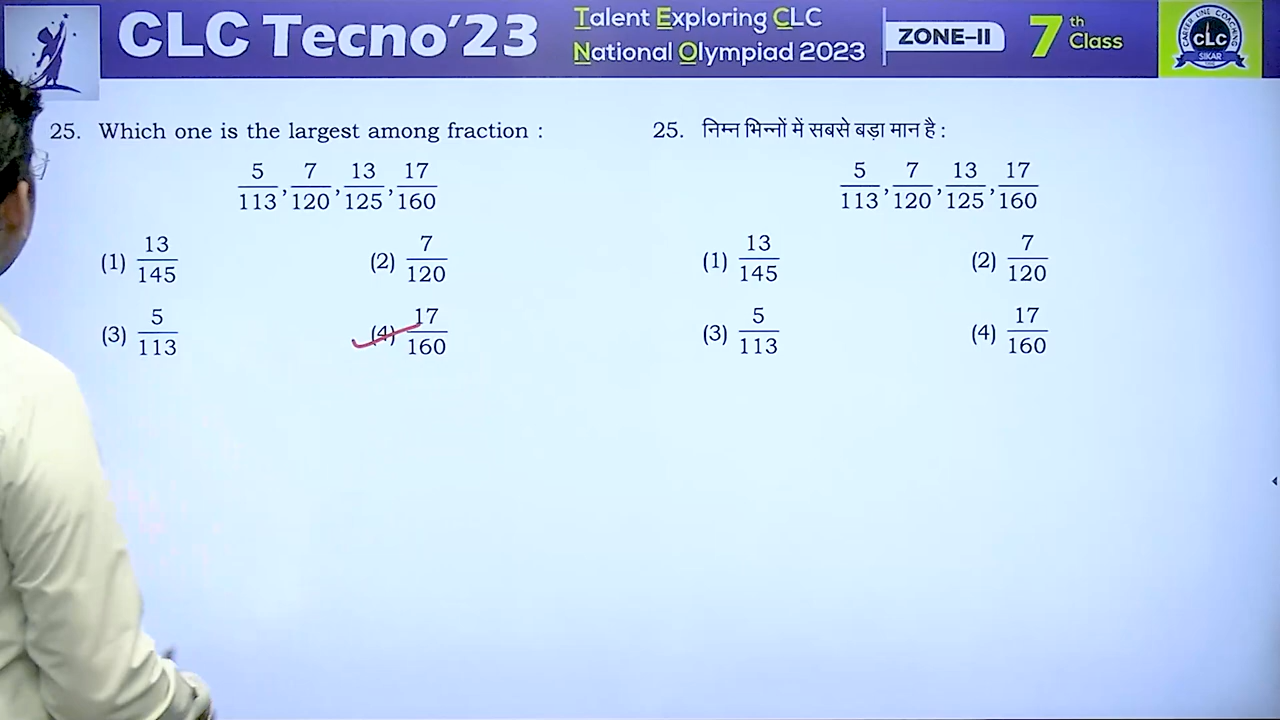 CLC Tecno'23
Talent Exploring CLC
National Olympiad 2023
ZONE–II
7th Class
CAREER LINE COACHING
CLC
SIKAR
25. Which one is the largest among fraction :
5/113, 7/120, 13/125, 17/160
(1) 13/145 (2) 7/120
(3) 5/113 (4) 17/160
25. निम्न भिन्नों में सबसे बड़ा मान है :
5/113, 7/120, 13/125, 17/160
(1) 13/145 (2) 7/120
(3) 5/113 (4) 17/160